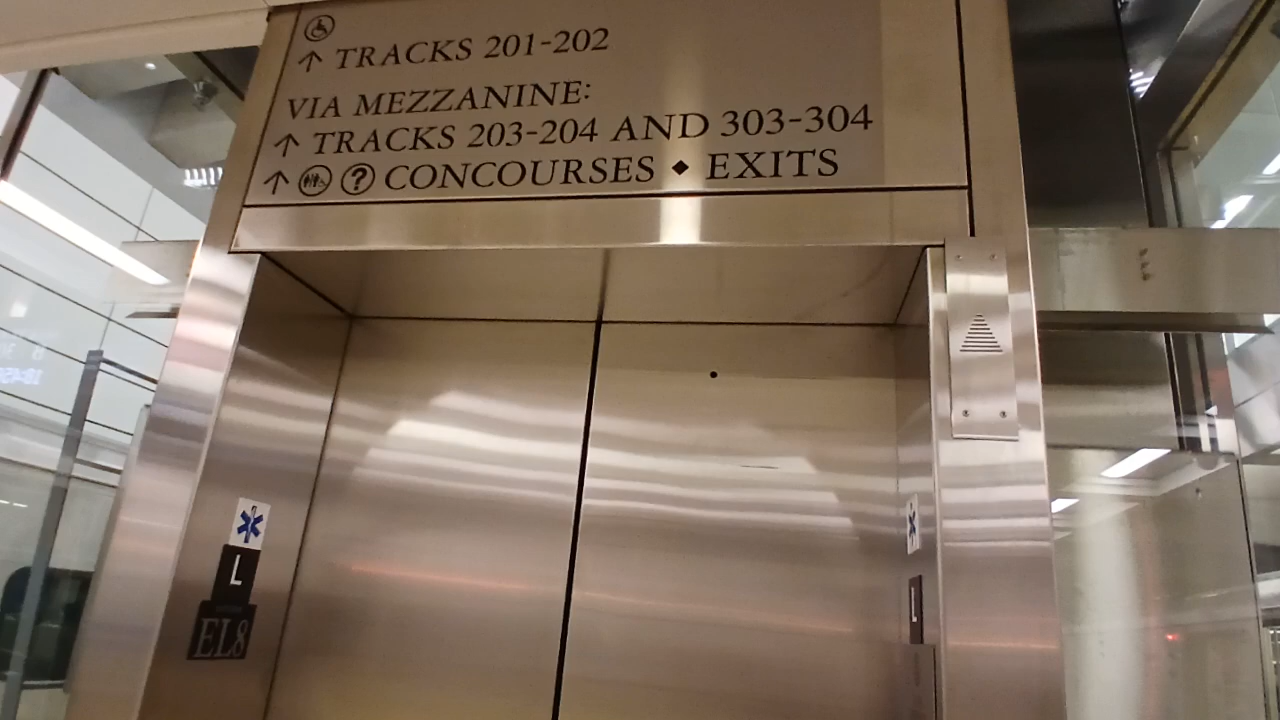 ↑ TRACKS 201-202
VIA MEZZANINE:
↑ TRACKS 203-204 AND 303-304
↑ ? CONCOURSES ◆ EXITS
L
EL8
L